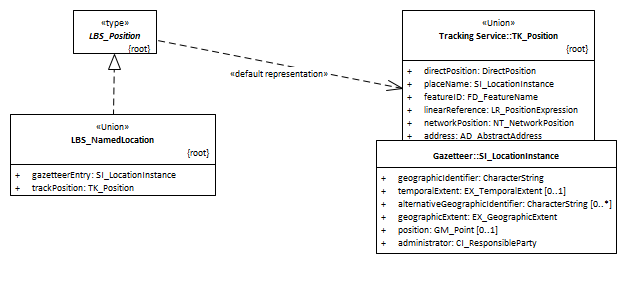 «type»
LBS_Position
{root}
«default representation»
«Union»
Tracking Service::TK_Position
{root}
+ directPosition: DirectPosition
+ placeName: SI_LocationInstance
+ featureID: FD_FeatureName
+ linearReference: LR_PositionExpression
+ networkPosition: NT_NetworkPosition
+ address: AD_AbstractAddress
«Union»
LBS_NamedLocation
{root}
+ gazetteerEntry: SI_LocationInstance
+ trackPosition: TK_Position
Gazetteer::SI_LocationInstance
+ geographicIdentifier: CharacterString
+ temporalExtent: EX_TemporalExtent [0..1]
+ alternativeGeographicIdentifier: CharacterString [0..*]
+ geographicExtent: EX_GeographicExtent
+ position: GM_Point [0..1]
+ administrator: CI_ResponsibleParty